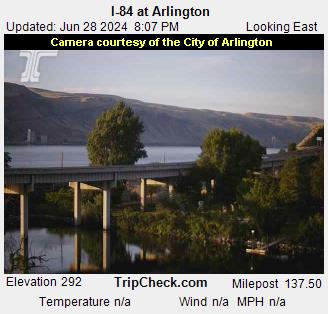 I-84 at Arlington
Updated: Jun 28 2024 8:07 PM Looking East
Camera courtesy of the City of Arlington
Elevation 292 TripCheck.com Milepost 137.50
Temperature n/a Wind n/a MPH n/a